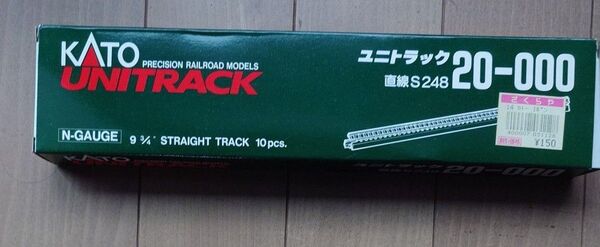 KATO PRECISION RAILROAD MODELS
UNITRACK
N-GAUGE 9 ¾" STRAIGHT TRACK 10pcs.
ユニトラック
直線S248 20-000
さくらや
¥150